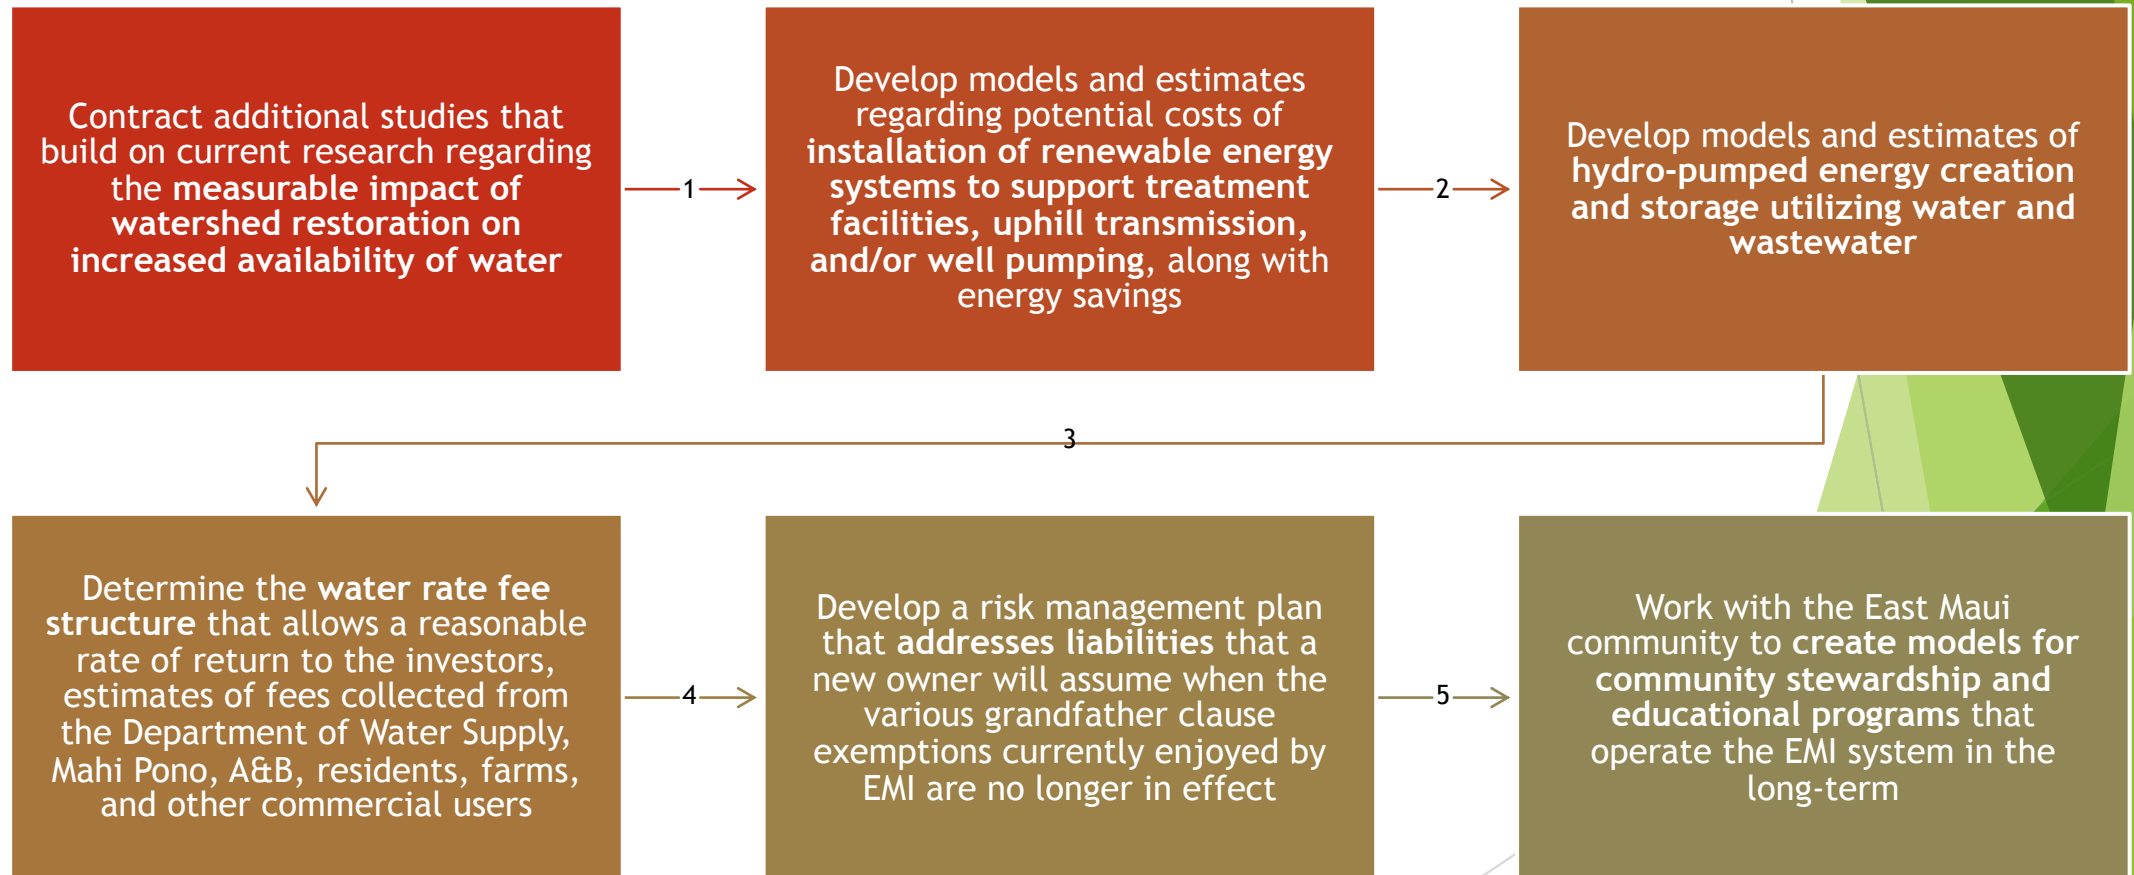 Contract additional studies that
build on current research regarding
the measurable impact of
watershed restoration on
increased availability of water
1
Develop models and estimates
regarding potential costs of
installation of renewable energy
systems to support treatment
facilities, uphill transmission,
and/or well pumping, along with
energy savings
2
Develop models and estimates of
hydro-pumped energy creation
and storage utilizing water and
wastewater
3
Determine the water rate fee
structure that allows a reasonable
rate of return to the investors,
estimates of fees collected from
the Department of Water Supply,
Mahi Pono, A&B, residents, farms,
and other commercial users
4
Develop a risk management plan
that addresses liabilities that a
new owner will assume when the
various grandfather clause
exemptions currently enjoyed by
EMI are no longer in effect
5
Work with the East Maui
community to create models for
community stewardship and
educational programs that
operate the EMI system in the
long-term